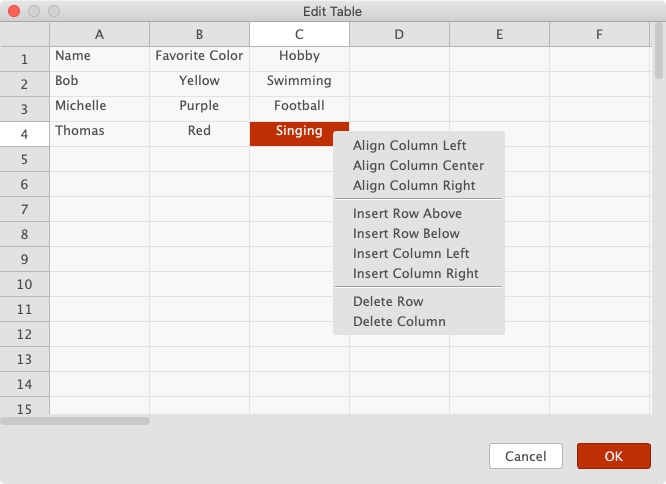 Edit Table
A B C D E F
1 Name Favorite Color Hobby
2 Bob Yellow Swimming
3 Michelle Purple Football
4 Thomas Red Singing
Align Column Left
5
Align Column Center
6 Align Column Right
7 Insert Row Above
8 Insert Row Below
9 Insert Column Left
10 Insert Column Right
11 Delete Row
12 Delete Column
13
14
15
Cancel OK